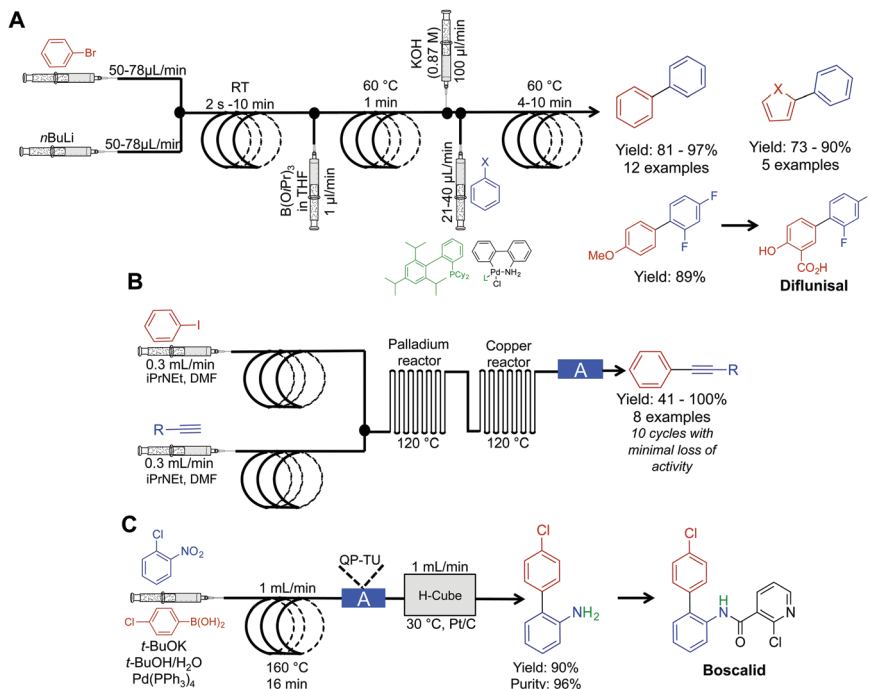 A
Br
50-78µL/min
nBuLi
50-78µL/min
RT
2 s -10 min
B(OiPr)3
in THF
1 µl/min
60 °C
1 min
KOH
(0.87 M)
100 µl/min
X
21-40 µL/min
60 °C
4-10 min
PCy2
L
Pd
NH2
Cl
Yield: 81 - 97%
12 examples
X
Yield: 73 - 90%
5 examples
F
F
MeO
Yield: 89%
F
HO
CO2H
Diflunisal
B
I
0.3 mL/min
iPrNEt, DMF
R
0.3 mL/min
iPrNEt, DMF
Palladium
reactor
120 °C
Copper
reactor
120 °C
A
R
Yield: 41 - 100%
8 examples
10 cycles with
minimal loss of
activity
C
Cl
NO2
Cl
B(OH)2
t-BuOK
t-BuOH/H2O
Pd(PPh3)4
1 mL/min
160 °C
16 min
QP-TU
A
1 mL/min
H-Cube
30 °C, Pt/C
Cl
NH2
Yield: 90%
Purity: 96%
Cl
H
N
O
N
Cl
Boscalid